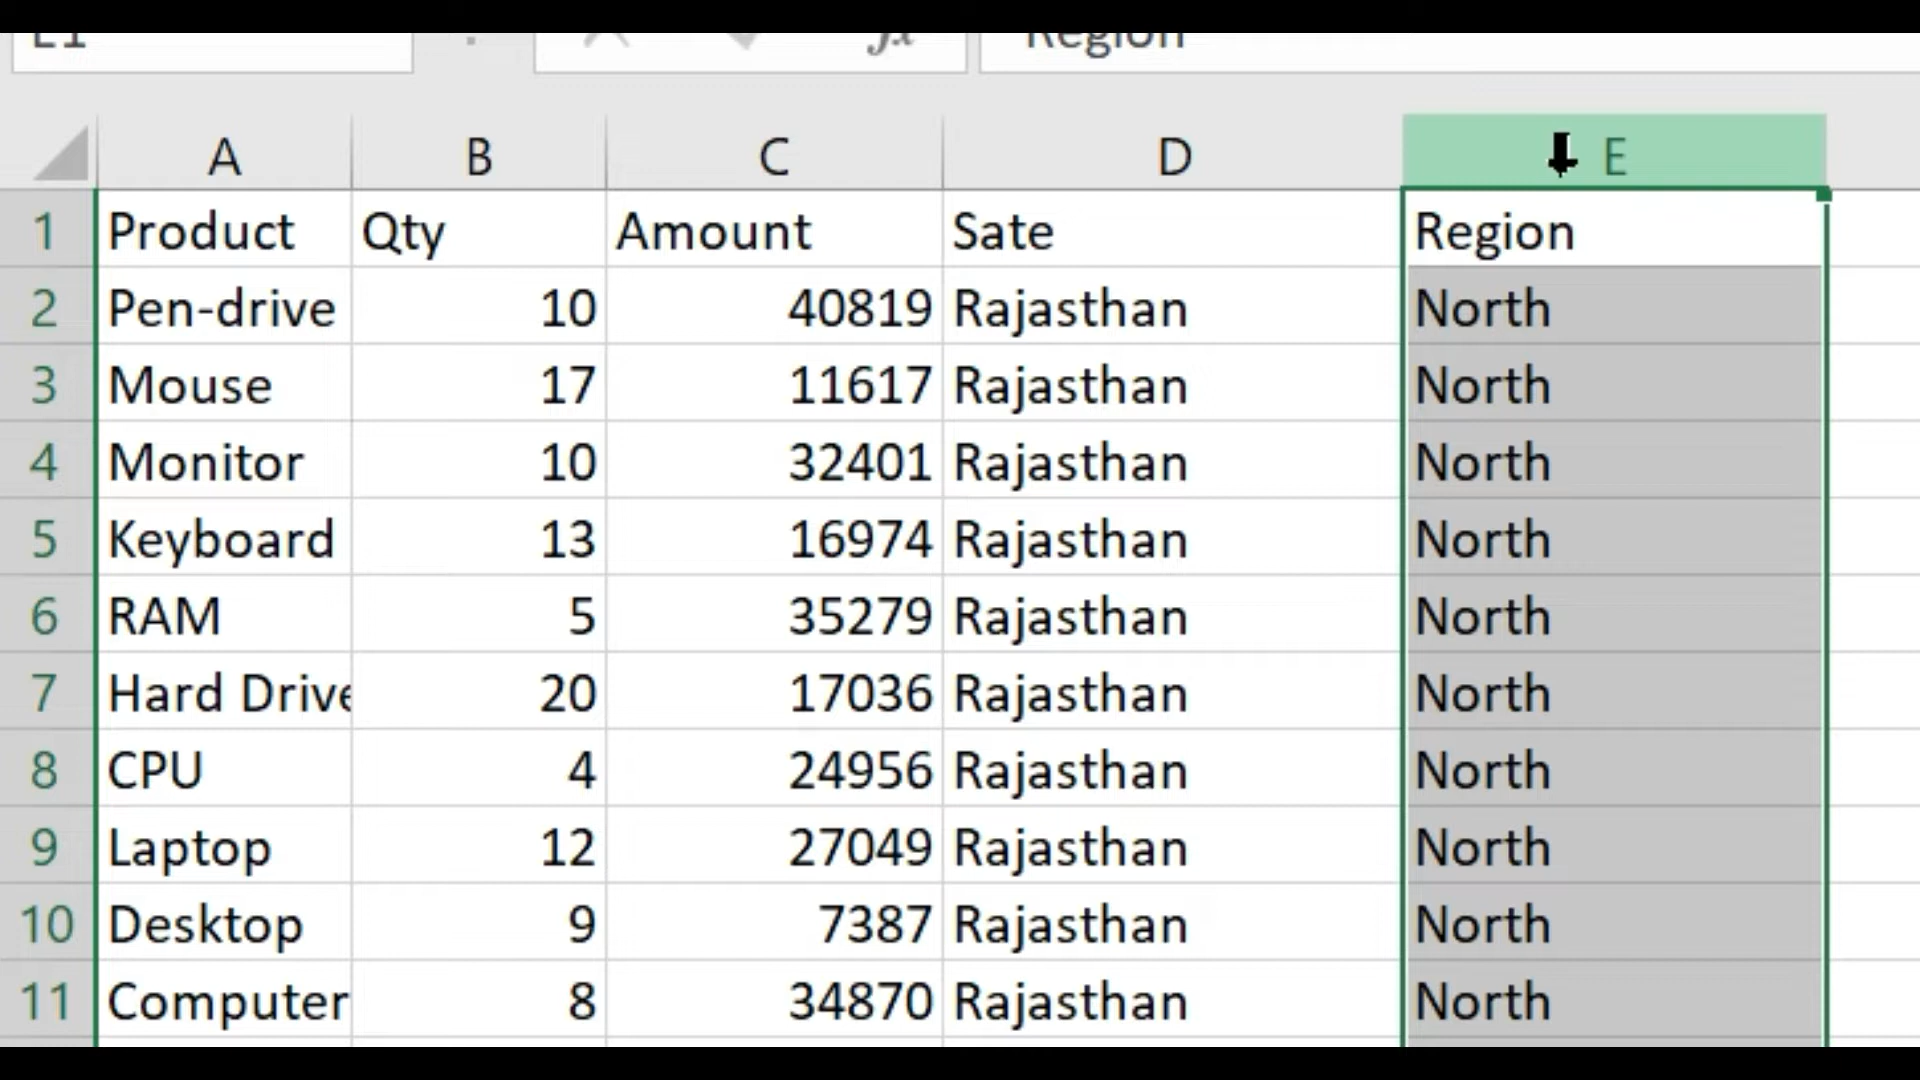 E1 fx Region
A B C D E
1 Product Qty Amount Sate Region
2 Pen-drive 10 40819 Rajasthan North
3 Mouse 17 11617 Rajasthan North
4 Monitor 10 32401 Rajasthan North
5 Keyboard 13 16974 Rajasthan North
6 RAM 5 35279 Rajasthan North
7 Hard Drive 20 17036 Rajasthan North
8 CPU 4 24956 Rajasthan North
9 Laptop 12 27049 Rajasthan North
10 Desktop 9 7387 Rajasthan North
11 Computer 8 34870 Rajasthan North